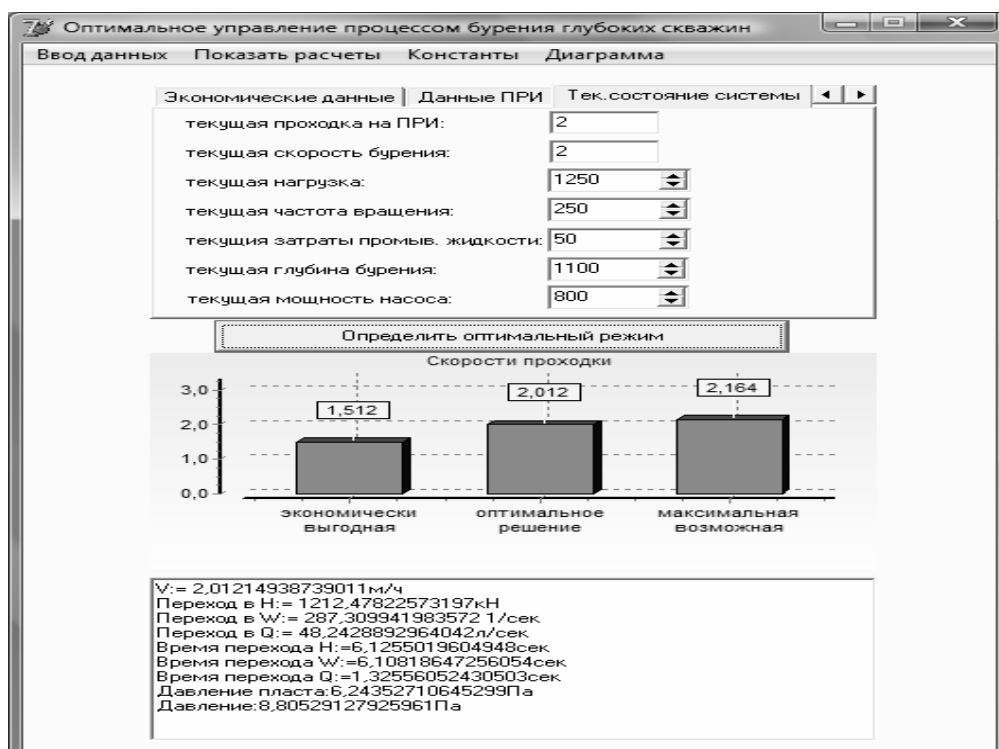 Оптимальное управление процессом бурения глубоких скважин
Ввод данных Показать расчеты Константы Диаграмма
Экономические данные Данные ПРИ Тек.состояние системы
текущая проходка на ПРИ: 2
текущая скорость бурения: 2
текущая нагрузка: 1250
текущая частота вращения: 250
текущия затраты промыв. жидкости: 50
текущая глубина бурения: 1100
текущая мощность насоса: 800
Определить оптимальный режим
Скорости проходки
3,0
2,0
1,0
0,0
1,512
2,012
2,164
экономически выгодная
оптимальное решение
максимальная возможная
V:= 2,01214938739011м/ч
Переход в H:= 1212,47822573197кН
Переход в W:= 287,309941983572 1/сек
Переход в Q:= 48,2428892964042л/сек
Время перехода H:=6,1255019604948сек
Время перехода W:=6,10818647256054сек
Время перехода Q:=1,32556052430503сек
Давление пласта:6,24352710645299Па
Давление:8,80529127925961Па